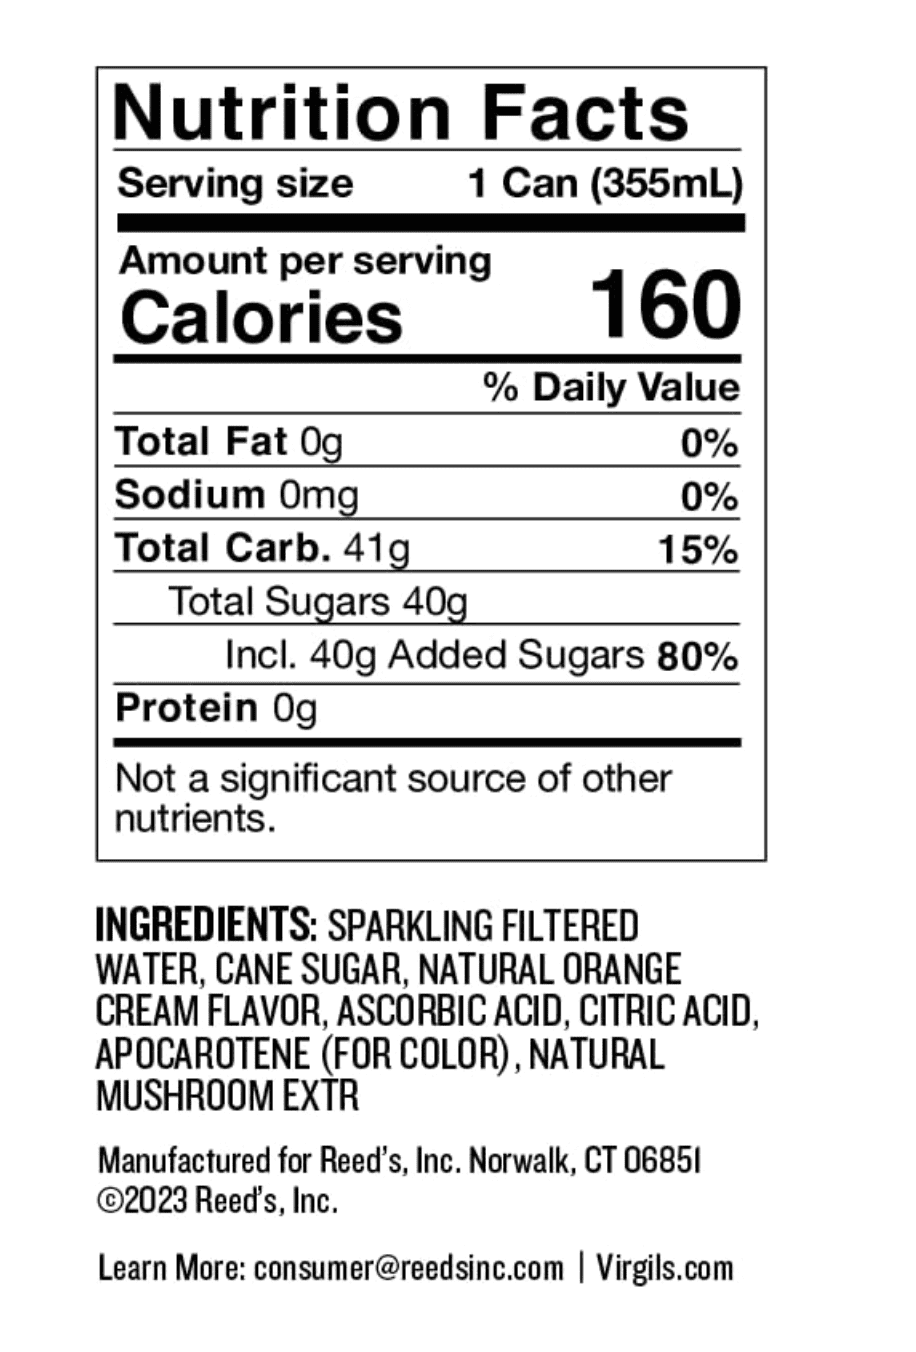 Nutrition Facts
Serving size 1 Can (355mL)
Amount per serving
Calories 160
% Daily Value
Total Fat 0g 0%
Sodium 0mg 0%
Total Carb. 41g 15%
Total Sugars 40g
Incl. 40g Added Sugars 80%
Protein 0g
Not a significant source of other
nutrients.
INGREDIENTS: SPARKLING FILTERED
WATER, CANE SUGAR, NATURAL ORANGE
CREAM FLAVOR, ASCORBIC ACID, CITRIC ACID,
APOCAROTENE (FOR COLOR), NATURAL
MUSHROOM EXTR
Manufactured for Reed's, Inc. Norwalk, CT 06851
©2023 Reed's, Inc.
Learn More: consumer@reedsinc.com | Virgils.com